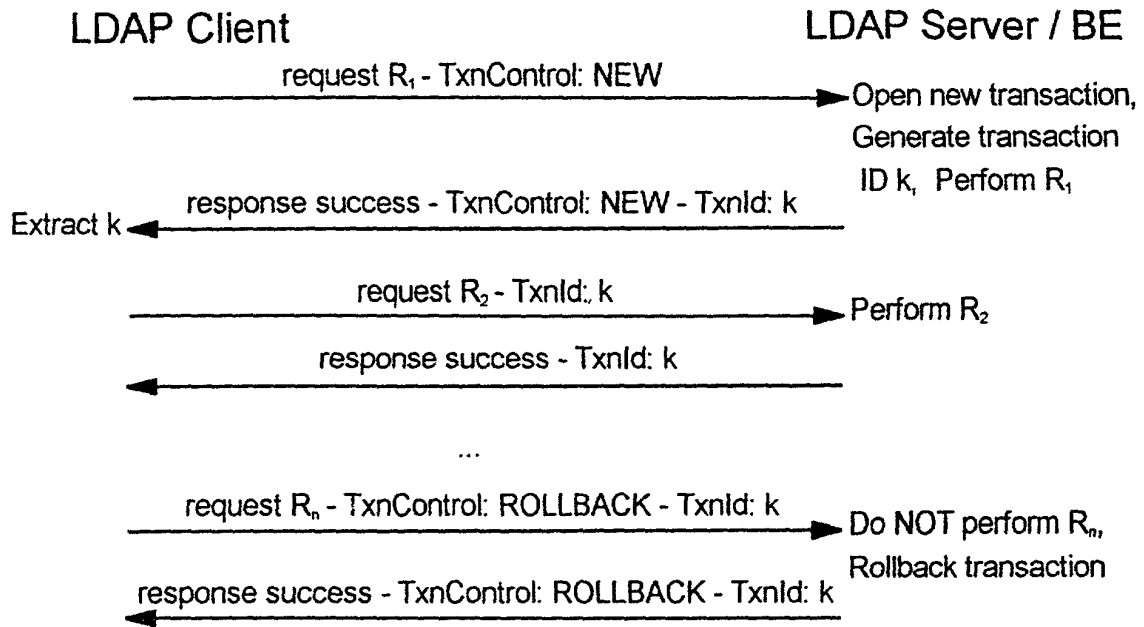 LDAP Client
LDAP Server / BE
request R₁ - TxnControl: NEW
Open new transaction,
Generate transaction
ID k, Perform R₁
response success - TxnControl: NEW - TxnId: k
Extract k
request R₂ - TxnId: k
Perform R₂
response success - TxnId: k
...
request Rₙ - TxnControl: ROLLBACK - TxnId: k
Do NOT perform Rₙ,
Rollback transaction
response success - TxnControl: ROLLBACK - TxnId: k